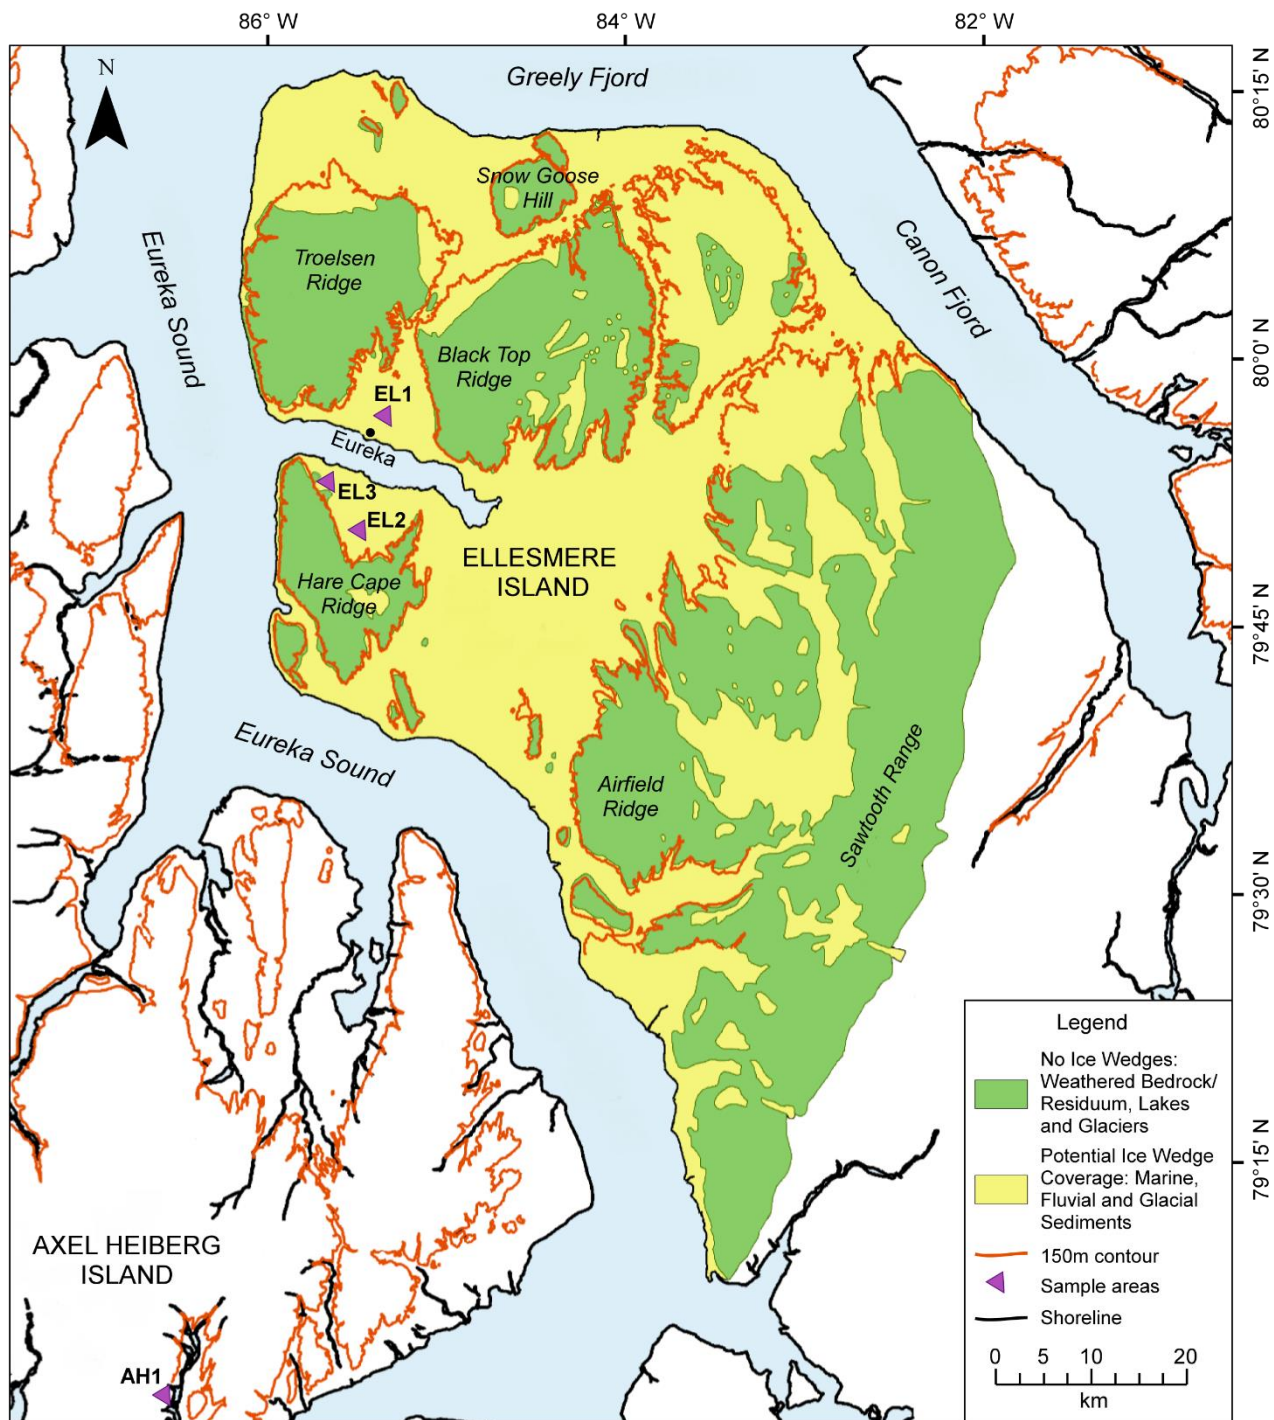 86° W
84° W
82° W
N
Greely Fjord
80°15' N
Snow Goose
Hill
Eureka Sound
Troelsen
Ridge
Canon Fjord
Black Top
Ridge
80°0' N
EL1
Eureka
EL3
EL2
ELLESMERE
ISLAND
Hare Cape
Ridge
79°45' N
Eureka Sound
Airfield
Ridge
Sawtooth Range
79°30' N
79°15' N
AXEL HEIBERG
ISLAND
AH1
Legend
No Ice Wedges:
Weathered Bedrock/
Residuum, Lakes
and Glaciers
Potential Ice Wedge
Coverage: Marine,
Fluvial and Glacial
Sediments
150m contour
Sample areas
Shoreline
0 5 10 20
km